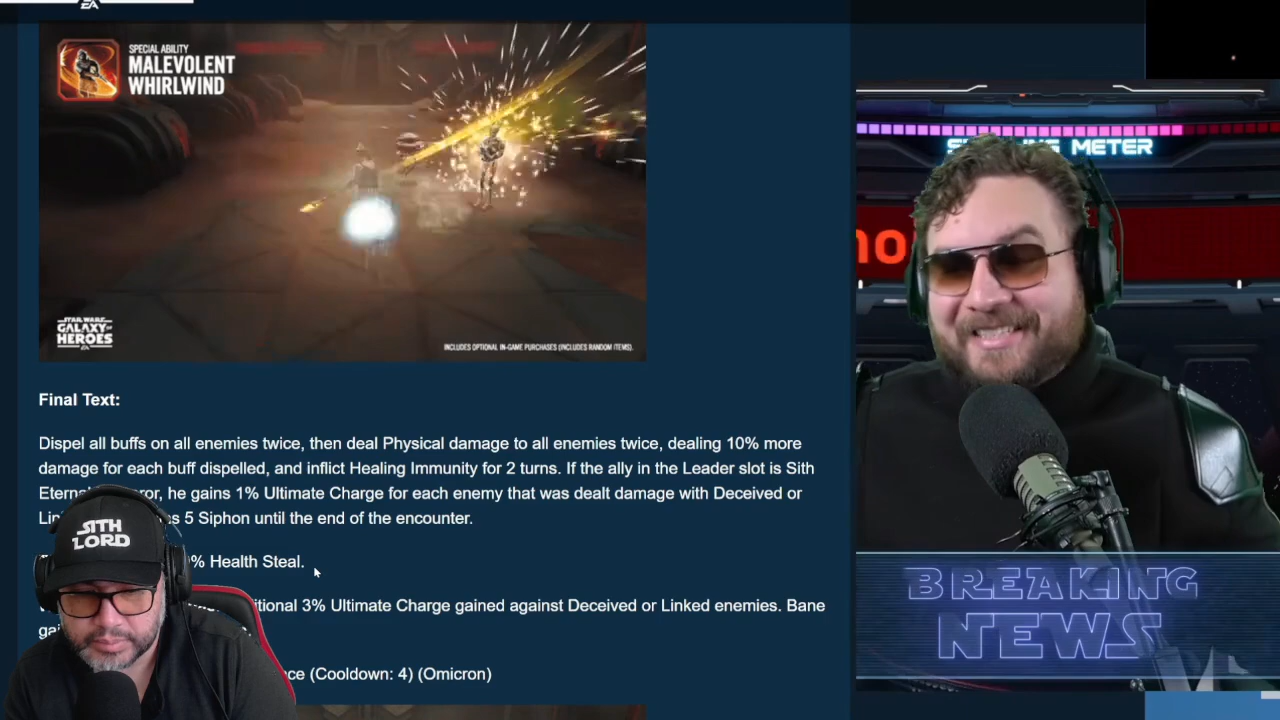 EA
SPECIAL ABILITY
MALEVOLENT
WHIRLWIND
STAR WARS
GALAXY OF
HEROES
EA
INCLUDES OPTIONAL IN-GAME PURCHASES (INCLUDES RANDOM ITEMS).
METER
Final Text:
Dispel all buffs on all enemies twice, then deal Physical damage to all enemies twice, dealing 10% more
damage for each buff dispelled, and inflict Healing Immunity for 2 turns. If the ally in the Leader slot is Sith
he gains 1% Ultimate Charge for each enemy that was dealt damage with Deceived or
5 Siphon until the end of the encounter.
% Health Steal.
3% Ultimate Charge gained against Deceived or Linked enemies. Bane
(Cooldown: 4) (Omicron)
SITH
LORD
BREAKING
NEWS